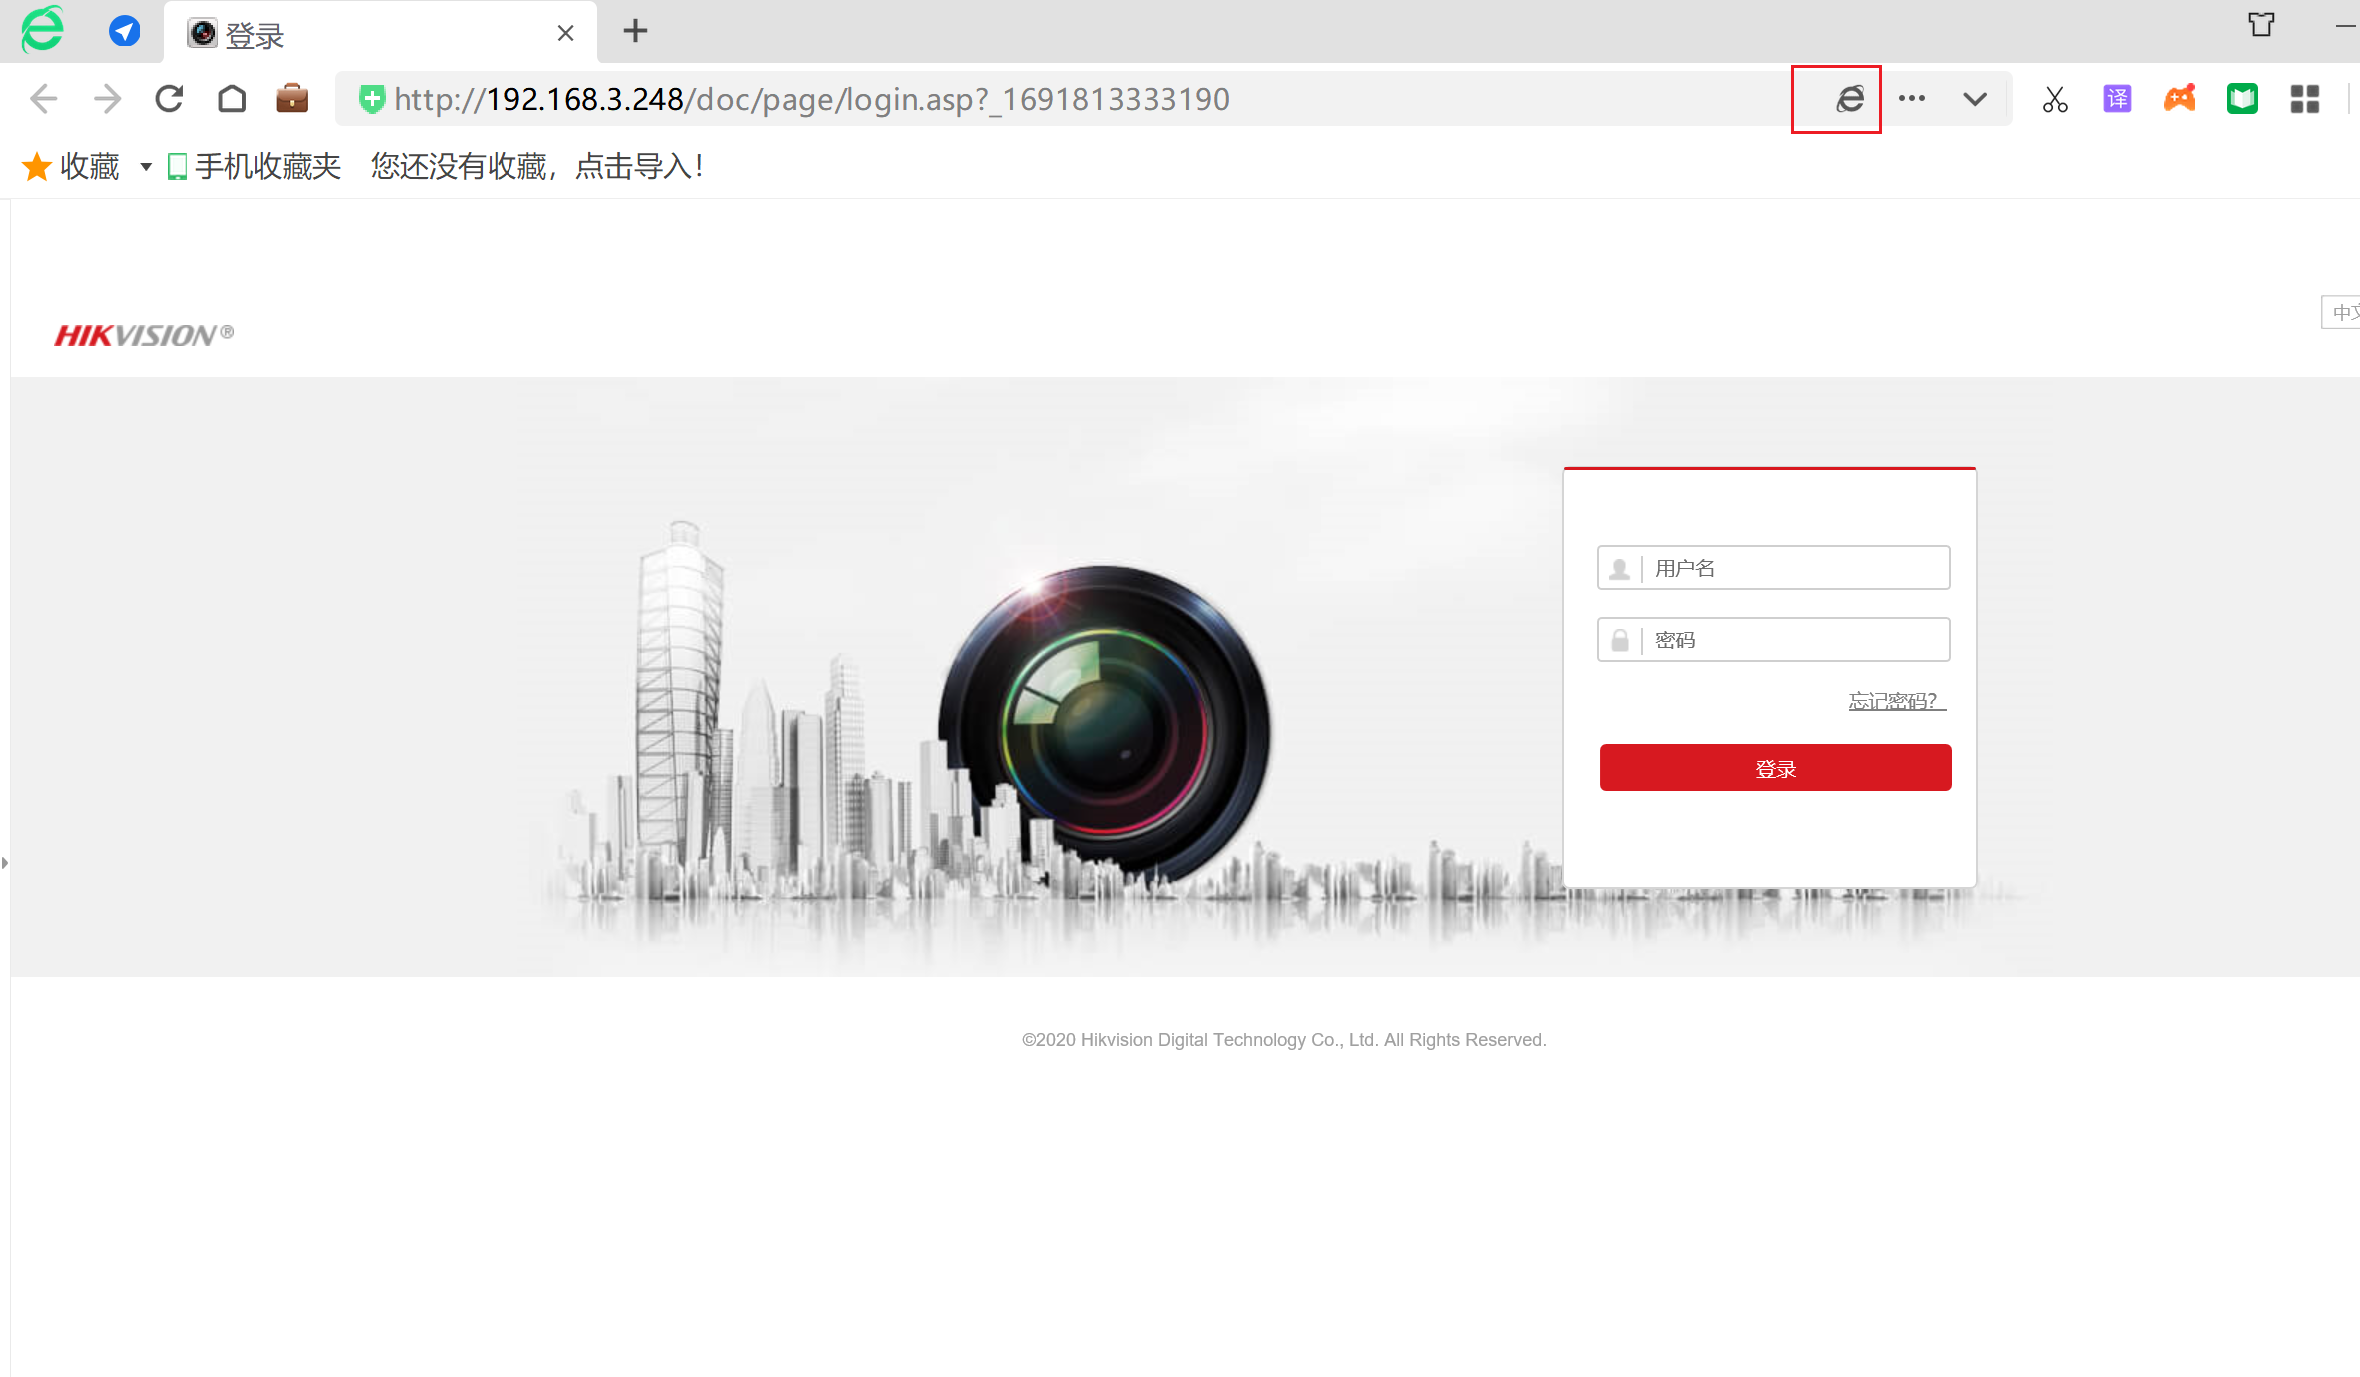 登录
http://192.168.3.248/doc/page/login.asp?_1691813333190
译
收藏 手机收藏夹 您还没有收藏，点击导入！
中文
HIKVISION®
用户名
密码
忘记密码？
登录
©2020 Hikvision Digital Technology Co., Ltd. All Rights Reserved.